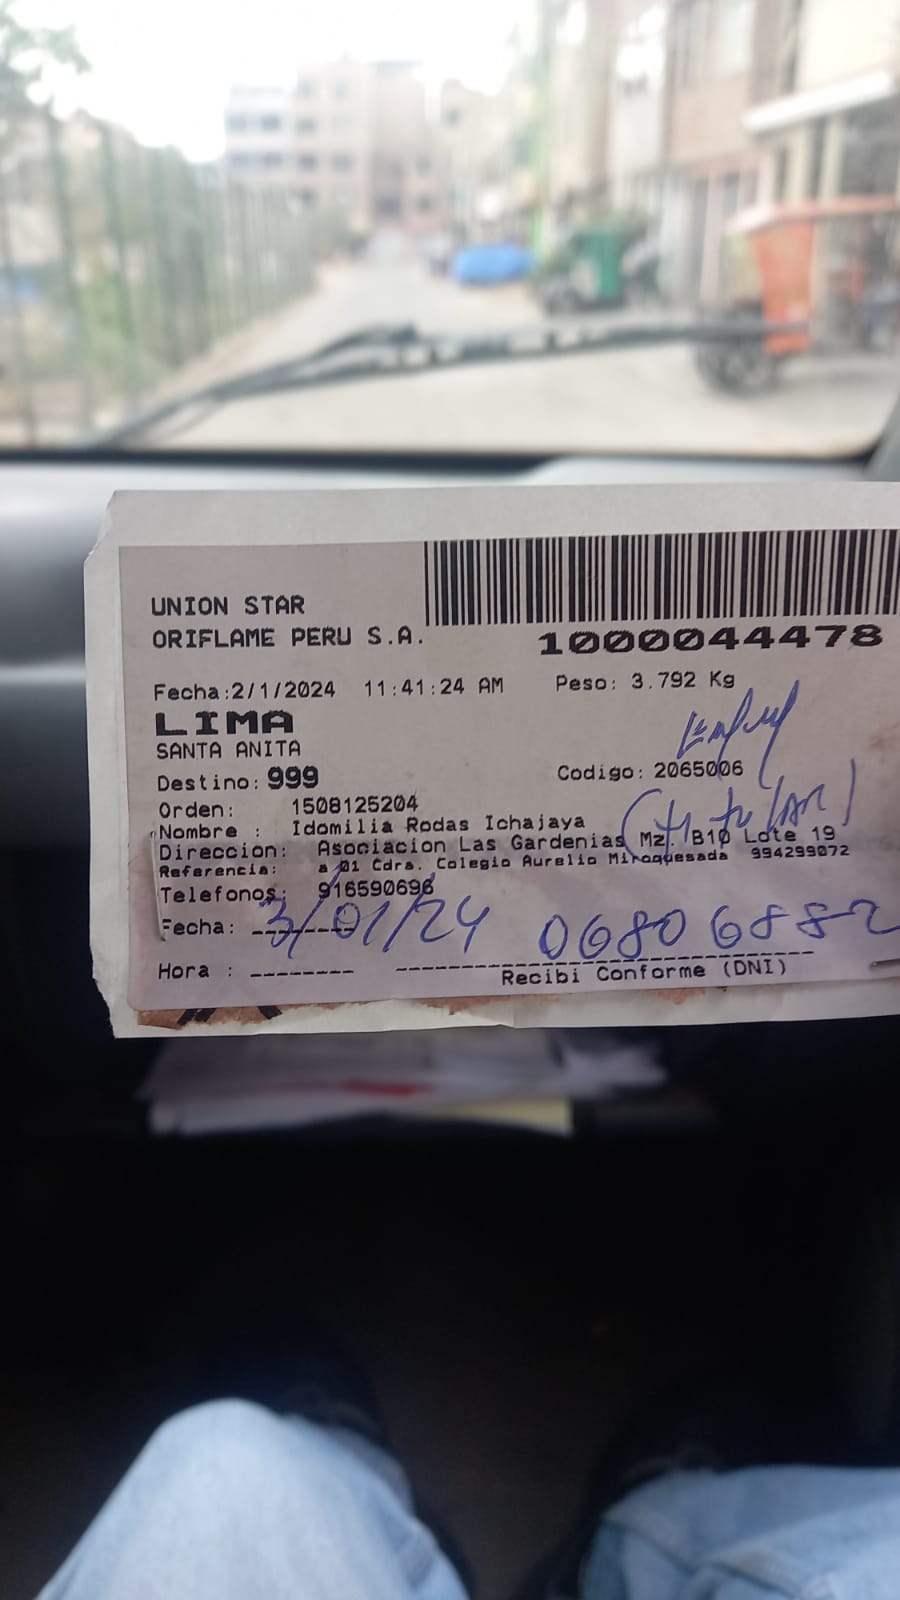 UNION STAR
ORIFLAME PERU S.A.
1000044478
Fecha:2/1/2024 11:41:24 AM Peso: 3.792 Kg
LIMA
SANTA ANITA
Destino: 999 Codigo: 2065006
Orden: 1508125204
(titular)
Nombre : Idomilia Rodas Ichajaya
Direccion: Asociacion Las Gardenias Mz. B10 Lote 19
Referencia: a 01 Cdra. Colegio Aurelio Miroquesada 994299072
Telefonos: 916590696
Fecha: 3/01/24 06806882
Hora : -------- Recibi Conforme (DNI)